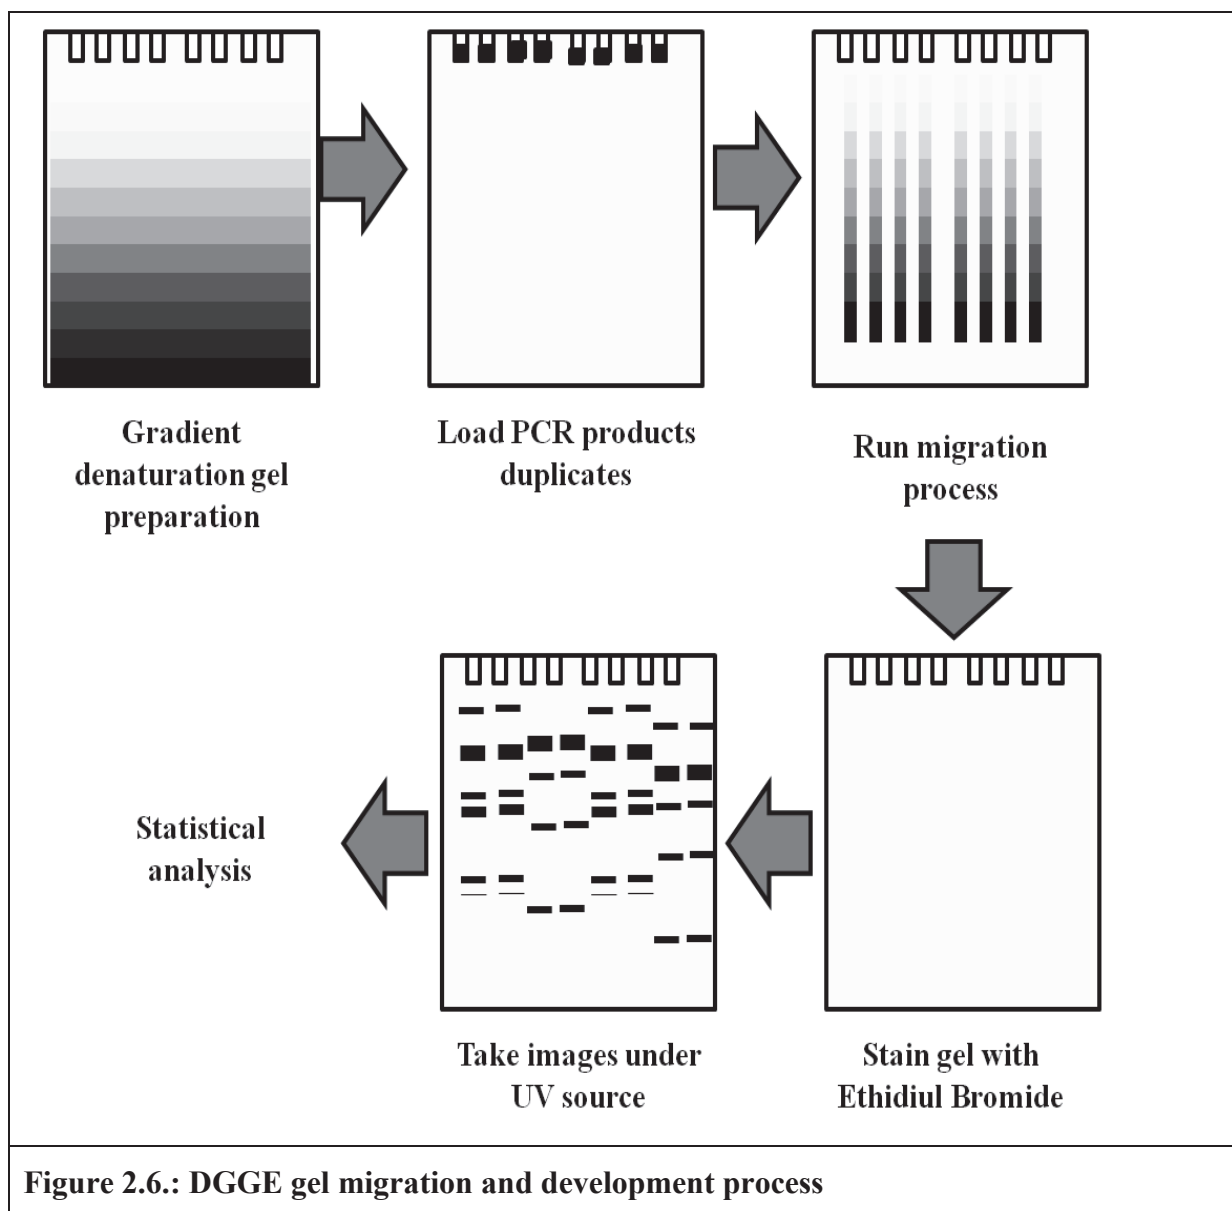 Gradient
denaturation gel
preparation
Load PCR products
duplicates
Run migration
process
Stain gel with
Ethidiul Bromide
Take images under
UV source
Statistical
analysis
Figure 2.6.: DGGE gel migration and development process